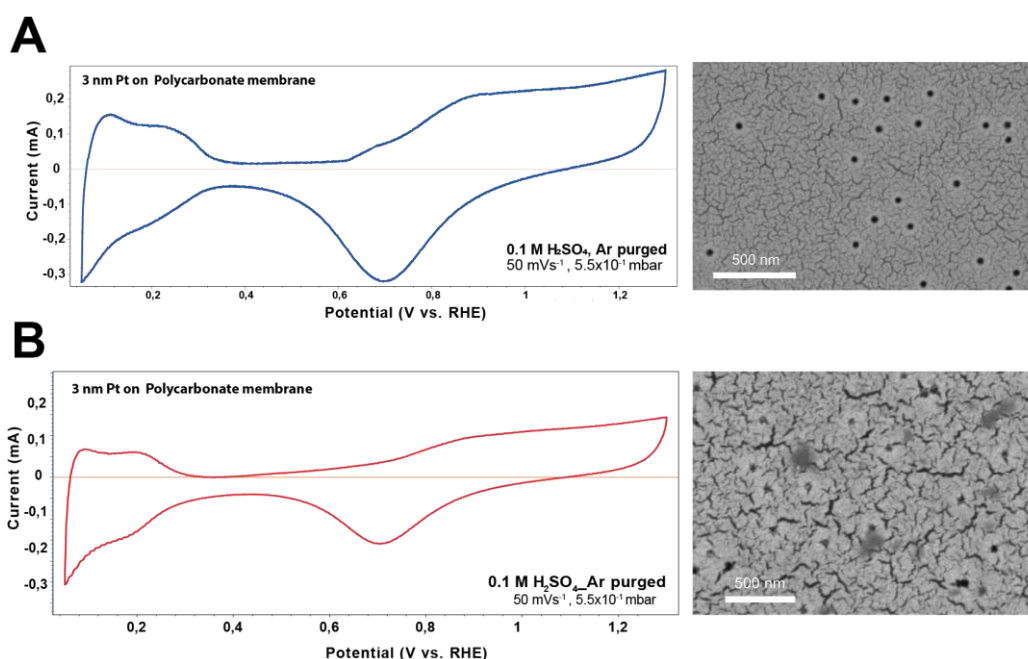 A
3 nm Pt on Polycarbonate membrane
0,2
0,1
0
-0,1
-0,2
-0,3
Current (mA)
0.1 M H₂SO₄, Ar purged
50 mVs⁻¹ , 5.5x10⁻¹ mbar
0,2 0,4 0,6 0,8 1 1,2
Potential (V vs. RHE)
500 nm
B
3 nm Pt on Polycarbonate membrane
0,2
0,1
0
-0,1
-0,2
-0,3
Current (mA)
0.1 M H₂SO₄_Ar purged
50 mVs⁻¹ , 5.5x10⁻¹ mbar
0,2 0,4 0,6 0,8 1 1,2
Potential (V vs. RHE)
500 nm